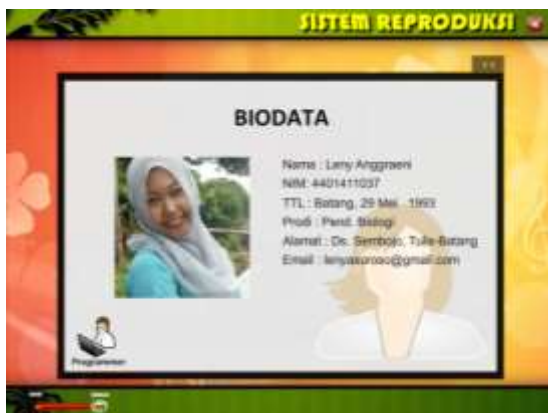 SISTEM REPRODUKSI
BIODATA
Nama : Leny Anggraeni
NIM: 4401411037
TTL : Batang, 29 Mei 1993
Prodi : Pend. Biologi
Alamat : Ds. Sembojo, Tulis-Batang
Email : lenyasuroso@gmail.com
Programmer